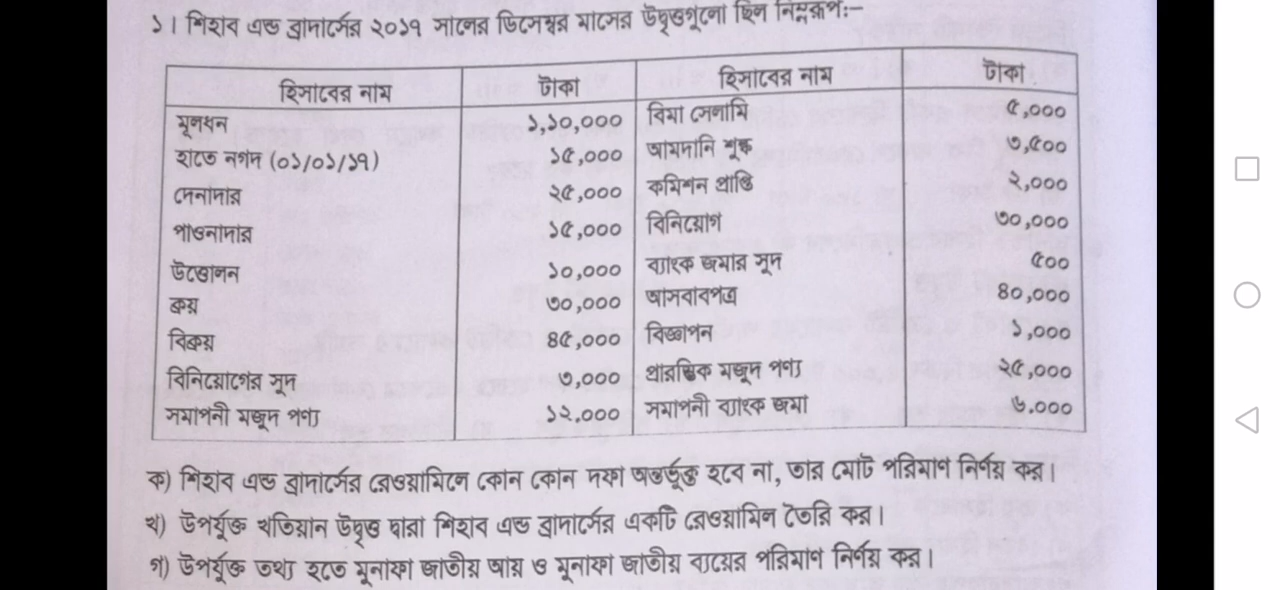 ১। শিহাব এন্ড ব্রাদার্সের ২০১৭ সালের ডিসেম্বর মাসের উদ্বৃত্তগুলো ছিল নিম্নরূপ:–
হিসাবের নাম টাকা হিসাবের নাম টাকা
মূলধন ১,১০,০০০ বিমা সেলামি ৫,০০০
হাতে নগদ (০১/০১/১৭) ১৫,০০০ আমদানি শুল্ক ৩,৫০০
দেনাদার ২৫,০০০ কমিশন প্রাপ্তি ২,০০০
পাওনাদার ১৫,০০০ বিনিয়োগ ৩০,০০০
উত্তোলন ১০,০০০ ব্যাংক জমার সুদ ৫০০
ক্রয় ৩০,০০০ আসবাবপত্র ৪০,০০০
বিক্রয় ৪৫,০০০ বিজ্ঞাপন ১,০০০
বিনিয়োগের সুদ ৩,০০০ প্রারম্ভিক মজুদ পণ্য ২৫,০০০
সমাপনী মজুদ পণ্য ১২.০০০ সমাপনী ব্যাংক জমা ৬.০০০
ক) শিহাব এন্ড ব্রাদার্সের রেওয়ামিলে কোন কোন দফা অন্তর্ভুক্ত হবে না, তার মোট পরিমাণ নির্ণয় কর।
খ) উপর্যুক্ত খতিয়ান উদ্বৃত্ত দ্বারা শিহাব এন্ড ব্রাদার্সের একটি রেওয়ামিল তৈরি কর।
গ) উপর্যুক্ত তথ্য হতে মুনাফা জাতীয় আয় ও মুনাফা জাতীয় ব্যয়ের পরিমাণ নির্ণয় কর।